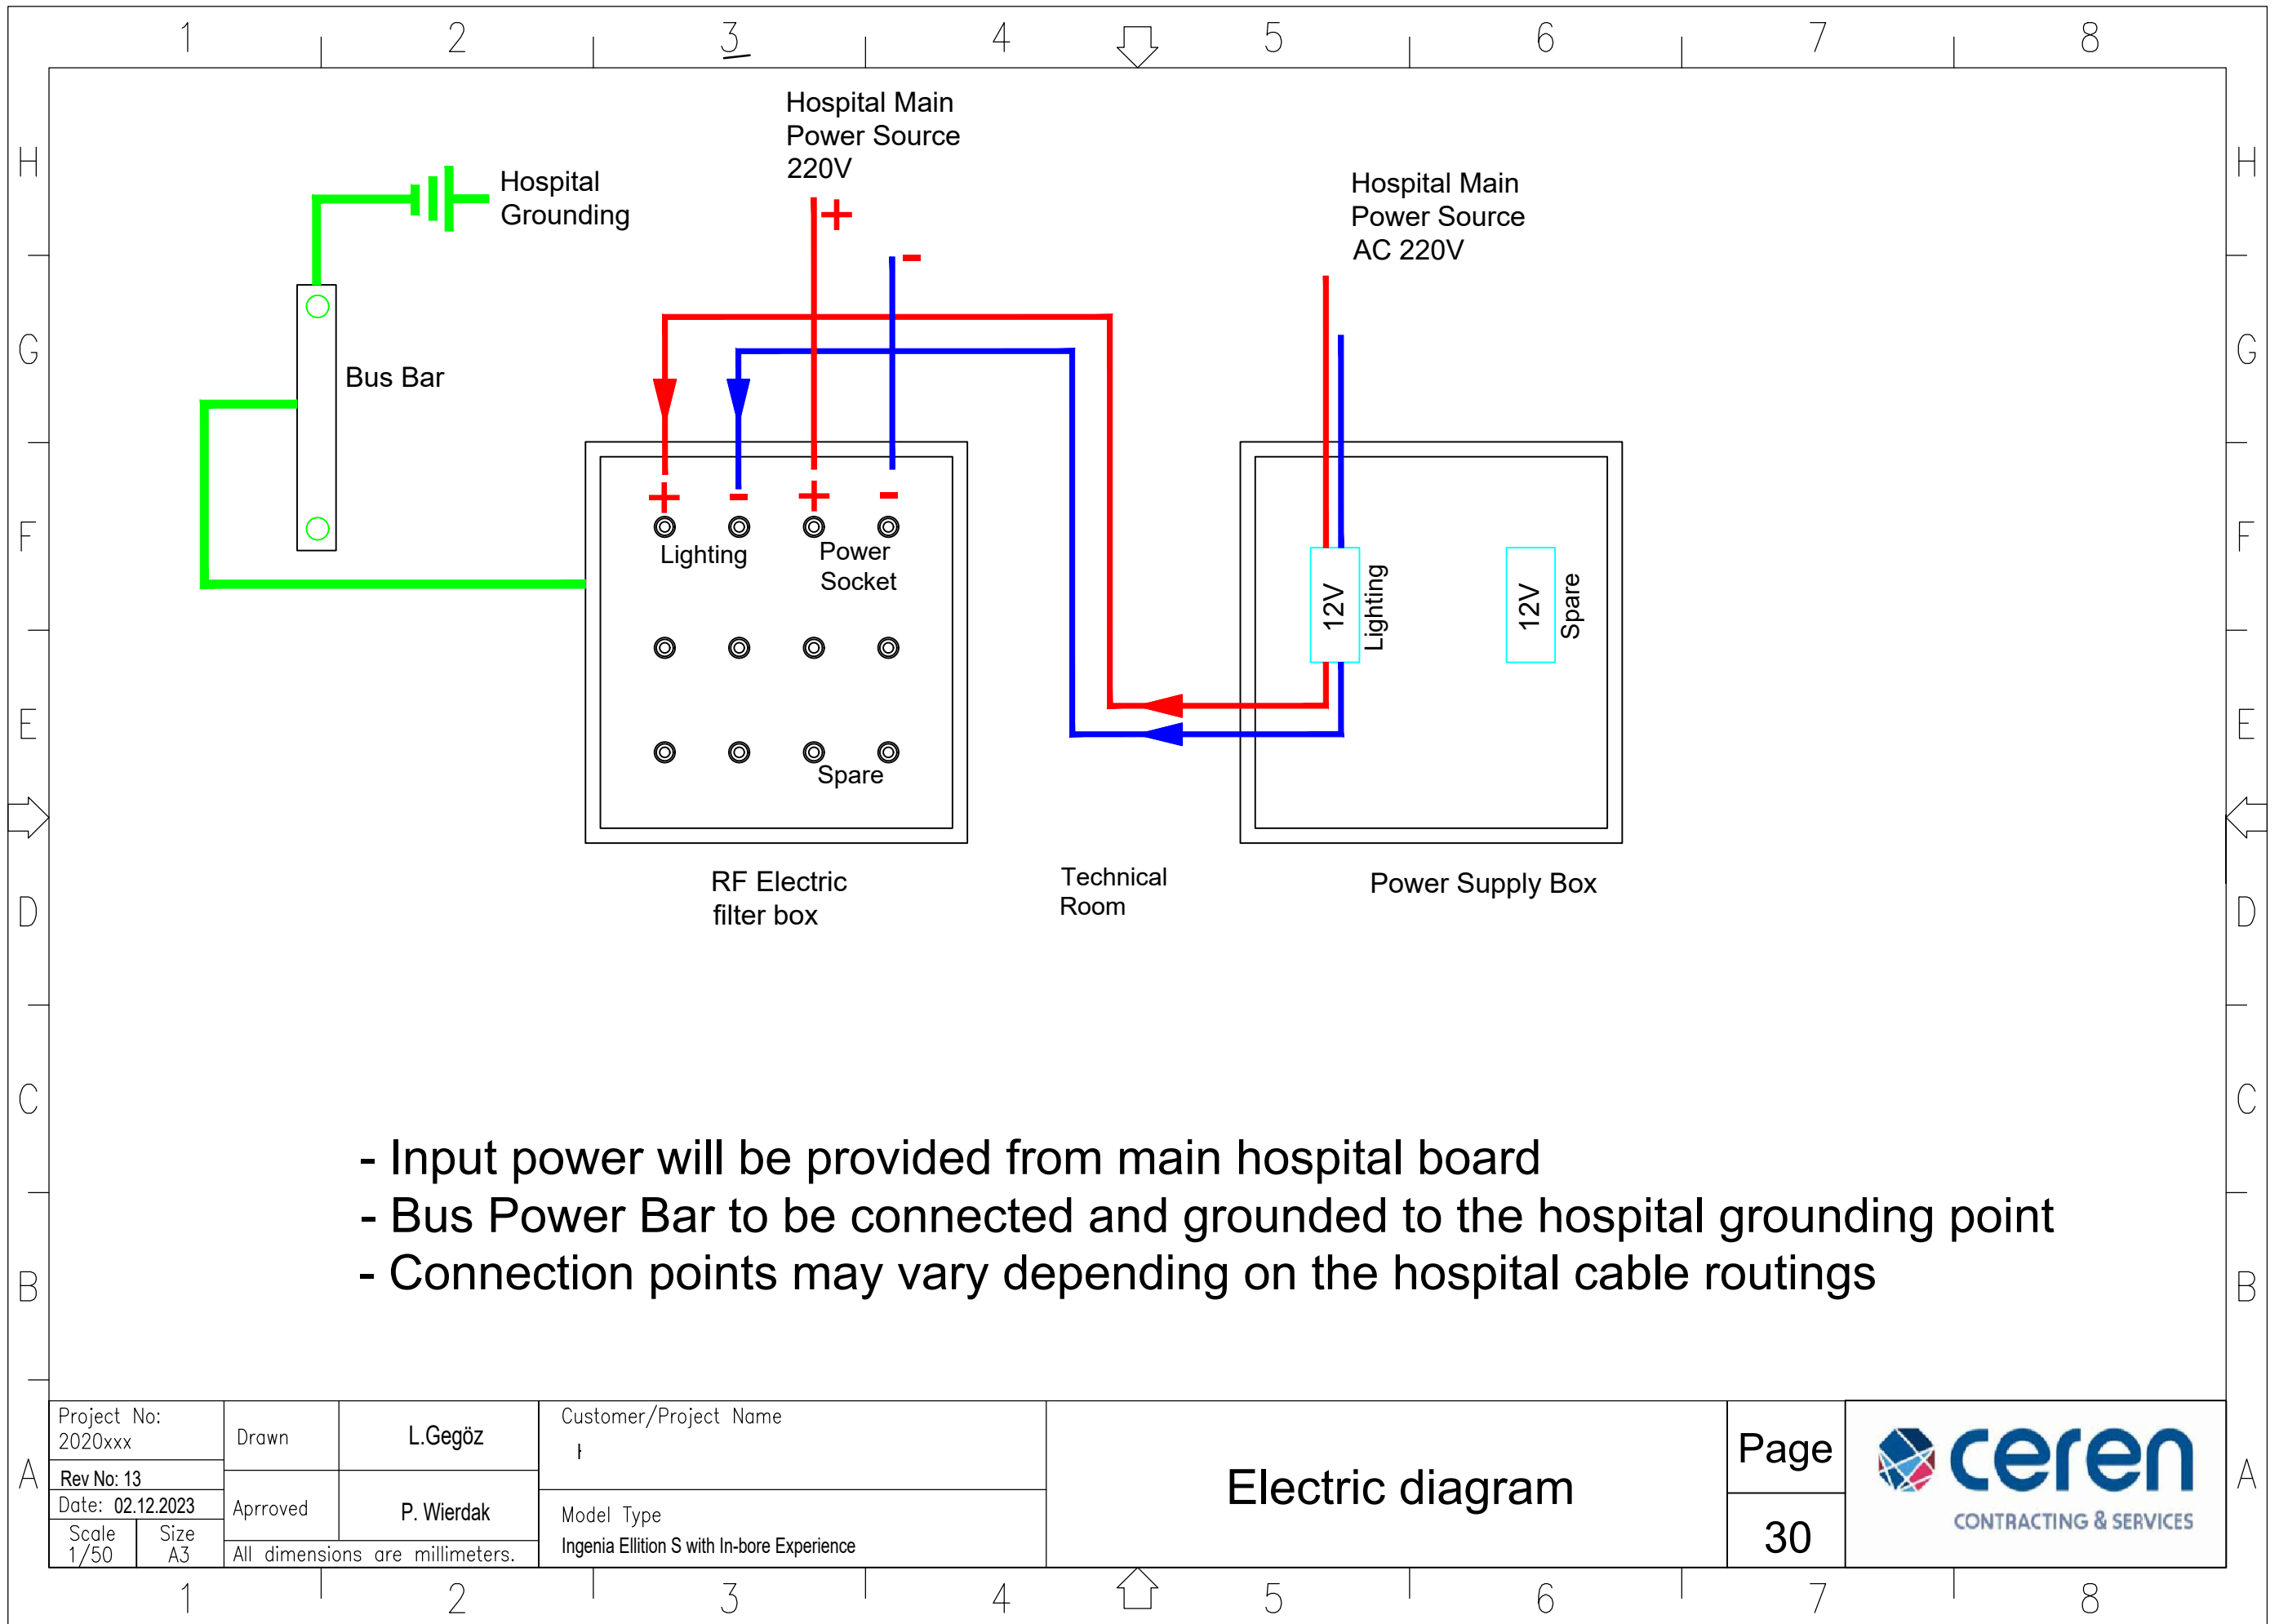 1 2 3 4 5 6 7 8
H H
G G
F F
E E
D D
C C
B B
A A
Hospital Main
Power Source
220V
Hospital
Grounding
Hospital Main
Power Source
AC 220V
+
-
Bus Bar
+ - + -
Lighting
Power
Socket
Spare
12V
Lighting
12V
Spare
RF Electric
filter box
Technical
Room
Power Supply Box
- Input power will be provided from main hospital board
- Bus Power Bar to be connected and grounded to the hospital grounding point
- Connection points may vary depending on the hospital cable routings
Project No:
2020xxx
Rev No: 13
Date: 02.12.2023
Scale
1/50
Size
A3
Drawn
L.Gegöz
Aprroved
P. Wierdak
All dimensions are millimeters.
Customer/Project Name
Model Type
Ingenia Ellition S with In-bore Experience
Electric diagram
Page
30
ceren
CONTRACTING & SERVICES
1 2 3 4 5 6 7 8